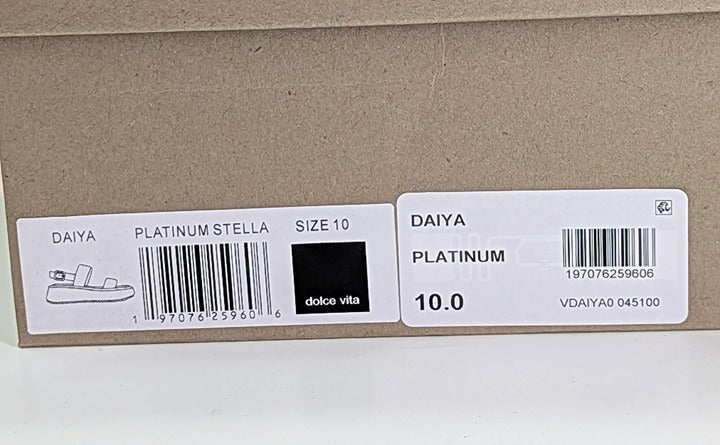 DAIYA PLATINUM STELLA SIZE 10
dolce vita
1 97076 25960 6
DAIYA
PLATINUM
197076259606
10.0 VDAIYA0 045100